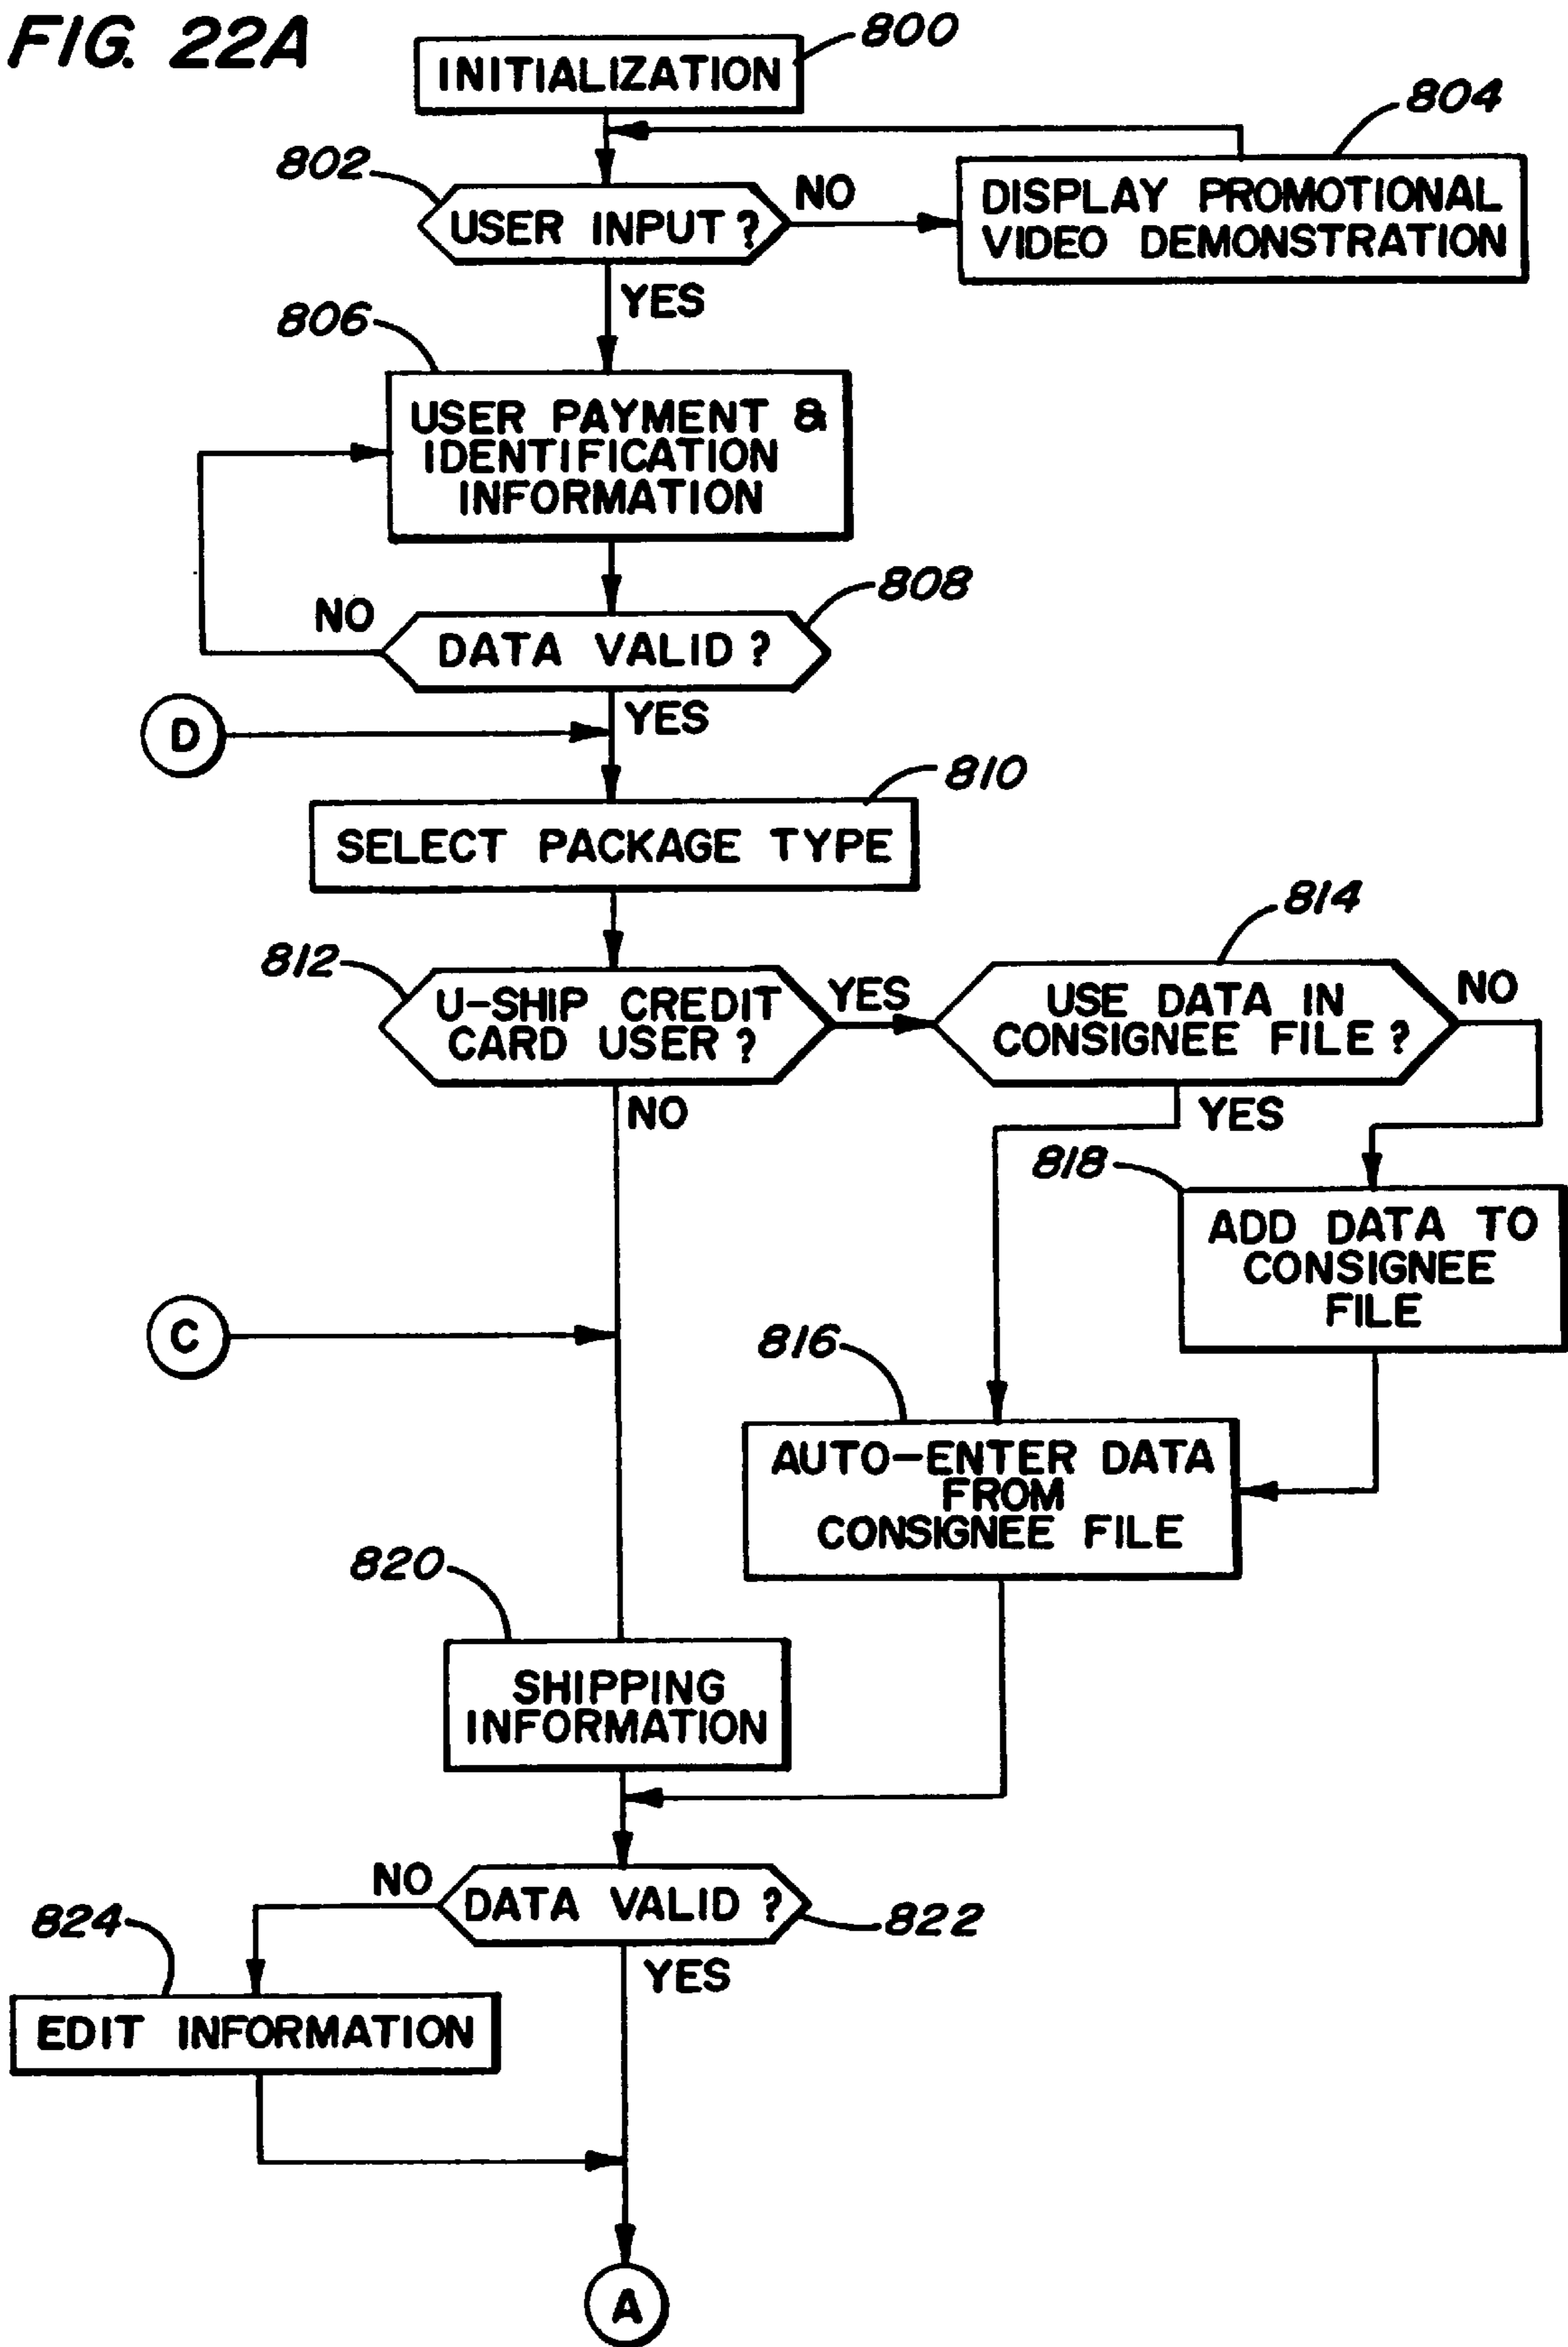 FIG. 22A
800
INITIALIZATION
804
802
USER INPUT ?
NO
DISPLAY PROMOTIONAL
VIDEO DEMONSTRATION
YES
806
USER PAYMENT &
IDENTIFICATION
INFORMATION
808
NO
DATA VALID ?
YES
D
810
SELECT PACKAGE TYPE
812
U-SHIP CREDIT
CARD USER ?
YES
814
USE DATA IN
CONSIGNEE FILE ?
NO
NO
YES
818
ADD DATA TO
CONSIGNEE
FILE
C
816
AUTO-ENTER DATA
FROM
CONSIGNEE FILE
820
SHIPPING
INFORMATION
NO
DATA VALID ?
822
824
YES
EDIT INFORMATION
A